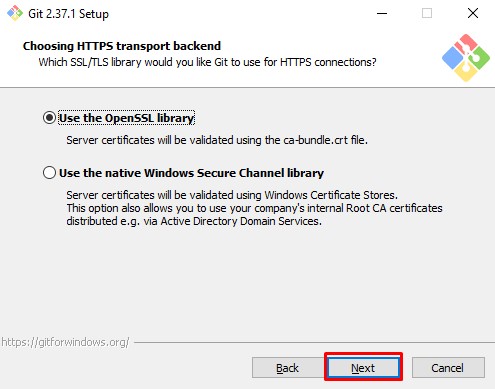 Git 2.37.1 Setup
Choosing HTTPS transport backend
Which SSL/TLS library would you like Git to use for HTTPS connections?
Use the OpenSSL library
Server certificates will be validated using the ca-bundle.crt file.
Use the native Windows Secure Channel library
Server certificates will be validated using Windows Certificate Stores.
This option also allows you to use your company's internal Root CA certificates
distributed e.g. via Active Directory Domain Services.
https://gitforwindows.org/
Back Next Cancel